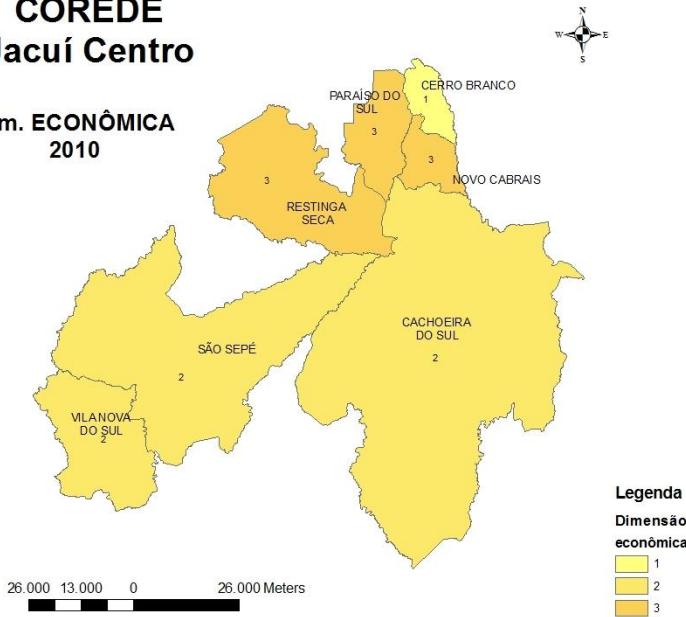 COREDE
Jacuí Centro
m. ECONÔMICA
2010
N
W E
S
CERRO BRANCO
1
PARAÍSO DO
SUL
3
3
NOVO CABRAIS
3
RESTINGA
SECA
CACHOEIRA
DO SUL
2
SÃO SEPÉ
2
VILA NOVA
DO SUL
2
Legenda
Dimensão
econômica
1
2
3
26.000 13.000 0 26.000 Meters